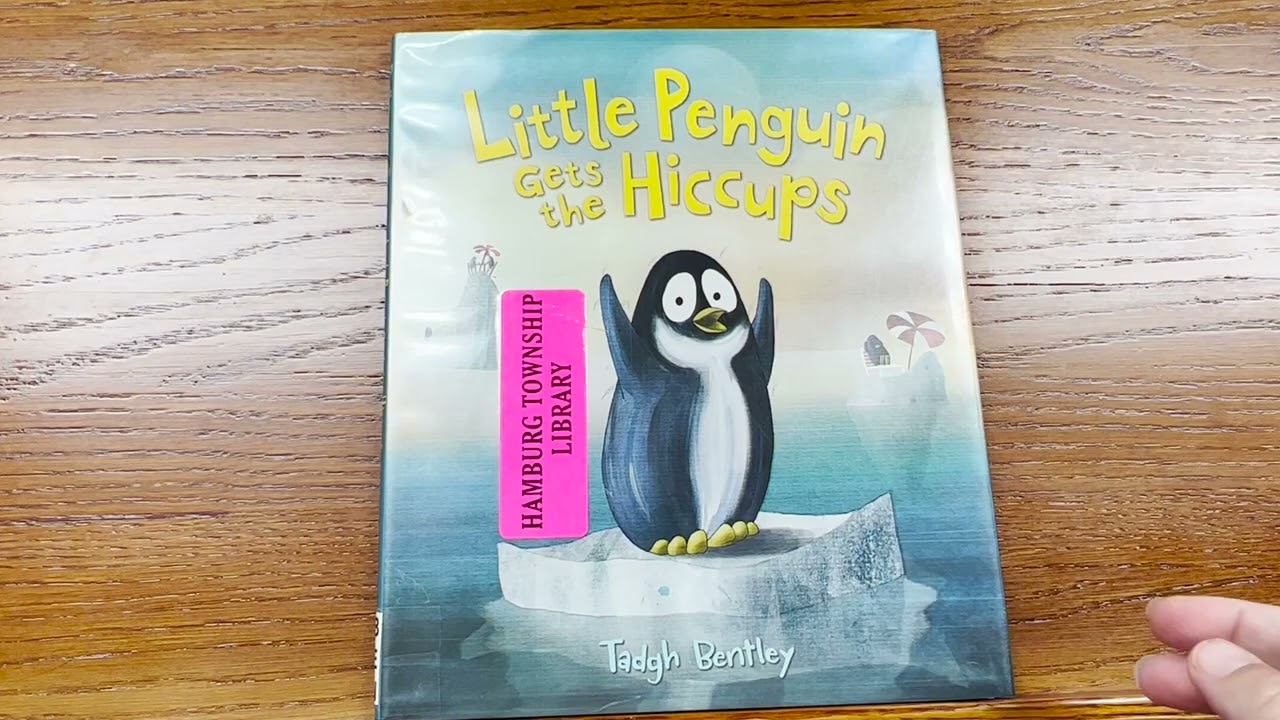 Little Penguin
Gets
the Hiccups
HAMBURG TOWNSHIP
LIBRARY
Tadgh Bentley